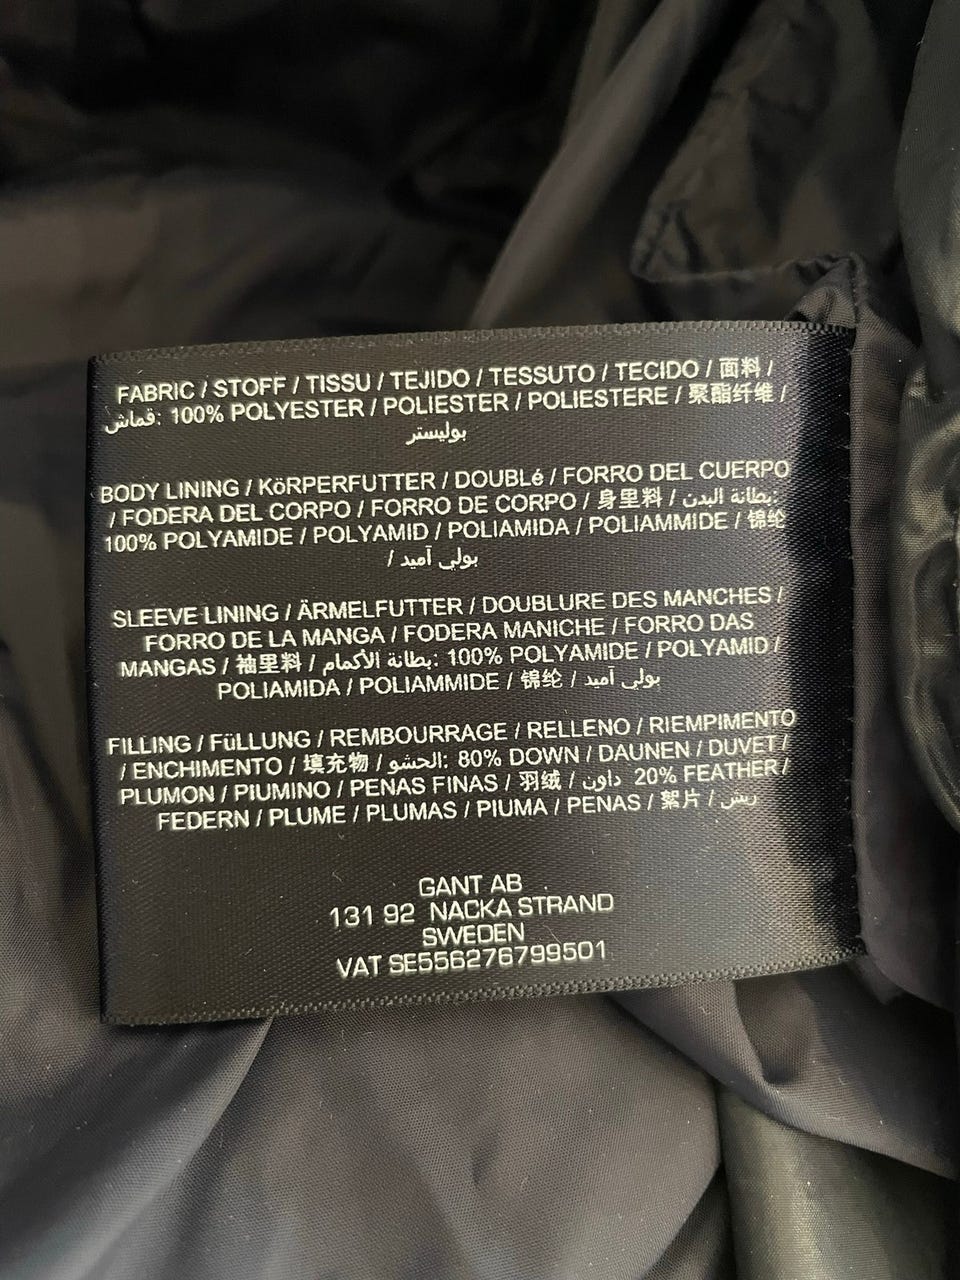 FABRIC / STOFF / TISSU / TEJIDO / TESSUTO / TECIDO / 面料 /
قماش: 100% POLYESTER / POLIESTER / POLIESTERE / 聚酯纤维 /
بوليستر
BODY LINING / KöRPERFUTTER / DOUBLé / FORRO DEL CUERPO
/ FODERA DEL CORPO / FORRO DE CORPO / 身里料 / بطانة البدن:
100% POLYAMIDE / POLYAMID / POLIAMIDA / POLIAMMIDE / 锦纶
/ بولي آميد
SLEEVE LINING / ÄRMELFUTTER / DOUBLURE DES MANCHES /
FORRO DE LA MANGA / FODERA MANICHE / FORRO DAS
MANGAS / 袖里料 / بطانة الأكمام: 100% POLYAMIDE / POLYAMID /
POLIAMIDA / POLIAMMIDE / 锦纶 / بولي آميد
FILLING / FüLLUNG / REMBOURRAGE / RELLENO / RIEMPIMENTO
/ ENCHIMENTO / 填充物 / الحشو: 80% DOWN / DAUNEN / DUVET /
PLUMON / PIUMINO / PENAS FINAS / 羽绒 / داون 20% FEATHER /
FEDERN / PLUME / PLUMAS / PIUMA / PENAS / 絮片 / ريش
GANT AB
131 92 NACKA STRAND
SWEDEN
VAT SE556276799501